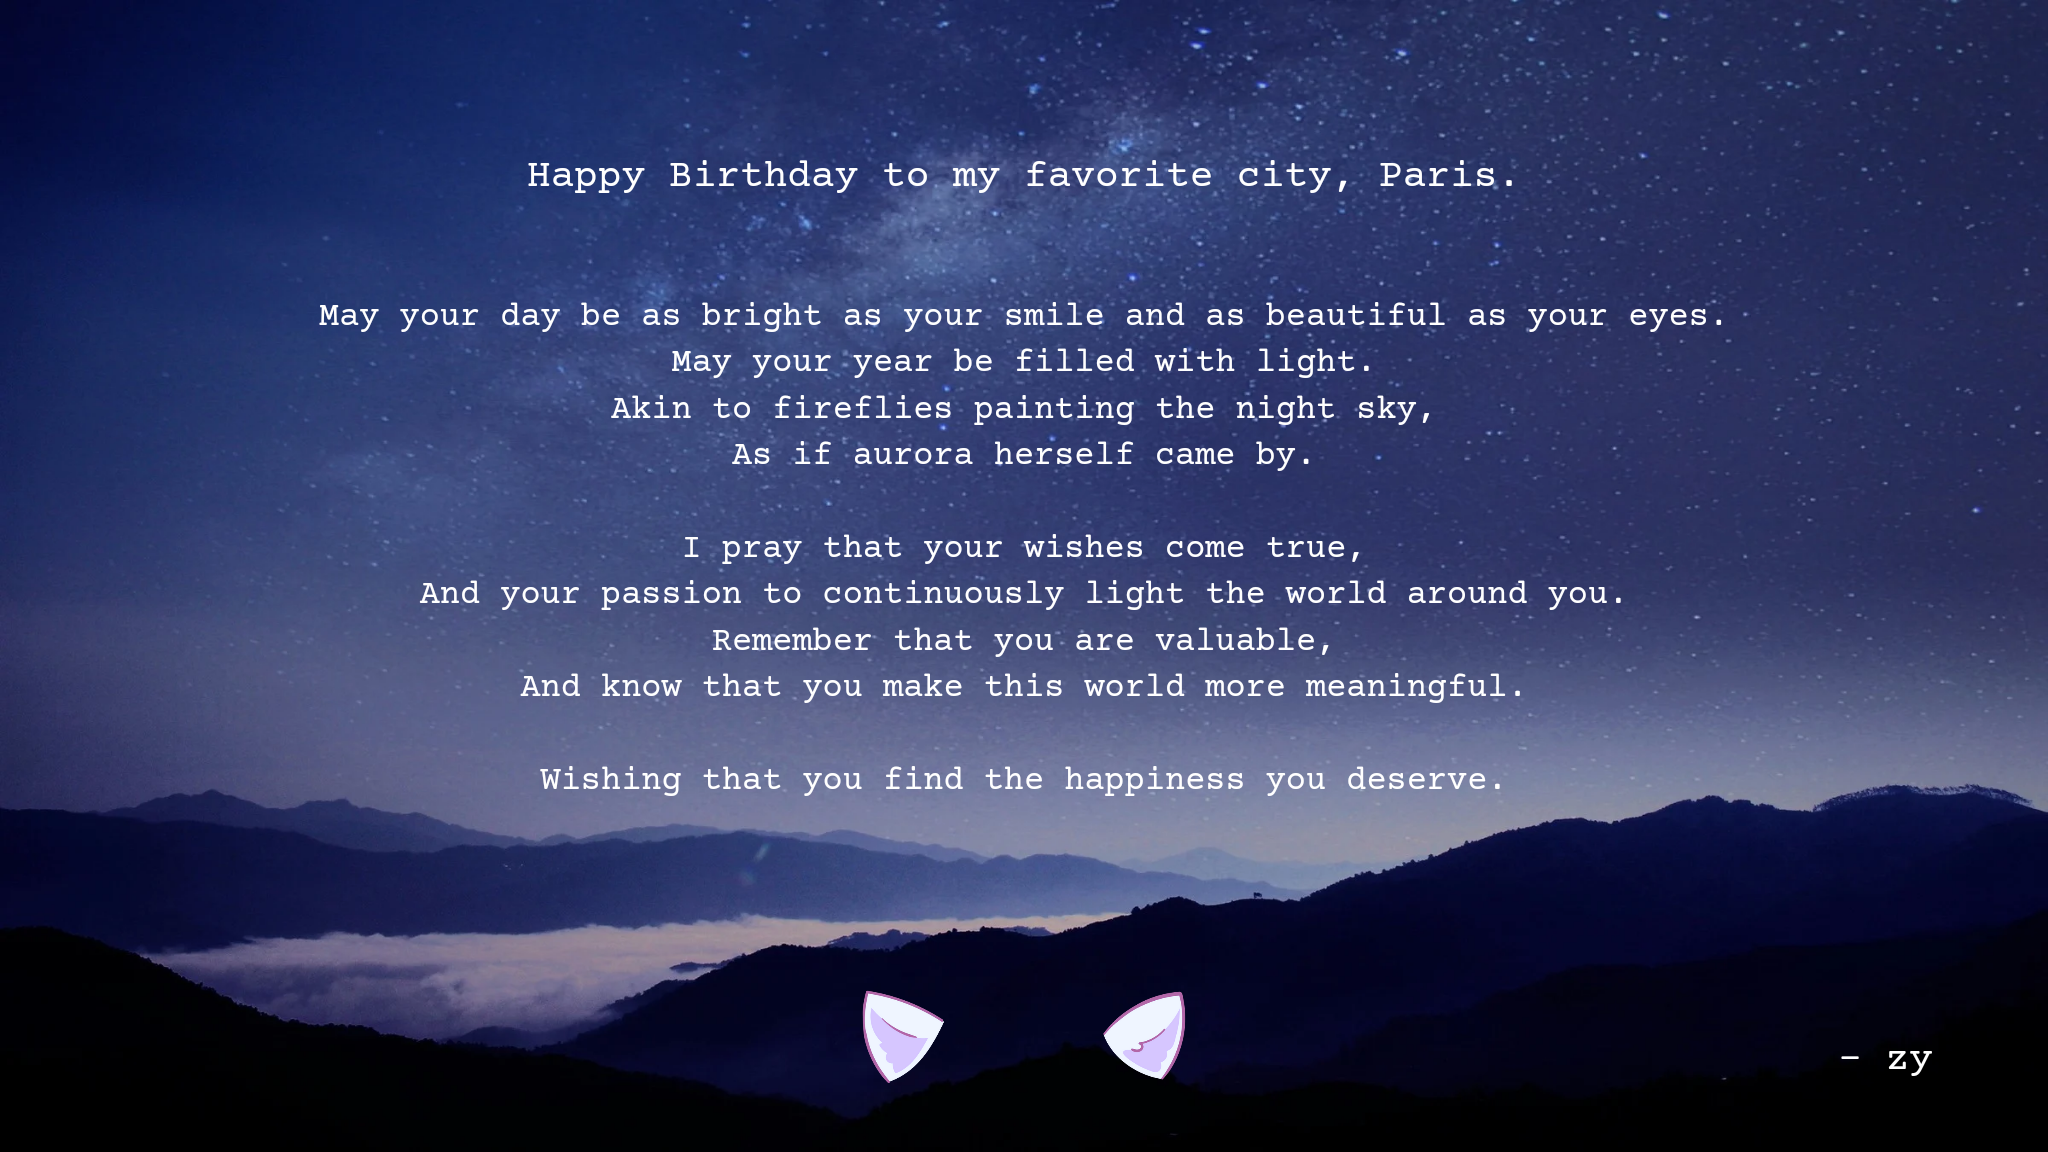 Happy Birthday to my favorite city, Paris.
May your day be as bright as your smile and as beautiful as your eyes.
May your year be filled with light.
Akin to fireflies painting the night sky,
As if aurora herself came by.
I pray that your wishes come true,
And your passion to continuously light the world around you.
Remember that you are valuable,
And know that you make this world more meaningful.
Wishing that you find the happiness you deserve.
- zy